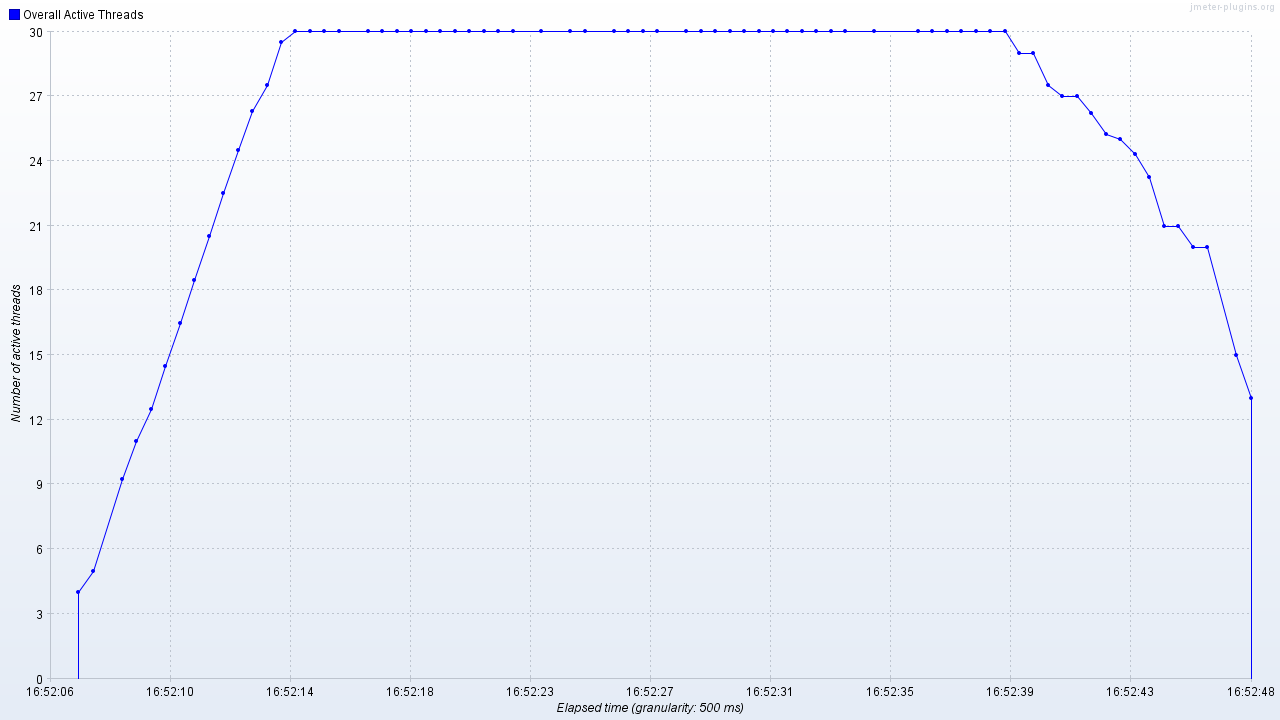 Overall Active Threads
jmeter-plugins.org
30
27
24
21
18
15
12
9
6
3
0
Number of active threads
16:52:06 16:52:10 16:52:14 16:52:18 16:52:23 16:52:27 16:52:31 16:52:35 16:52:39 16:52:43 16:52:48
Elapsed time (granularity: 500 ms)